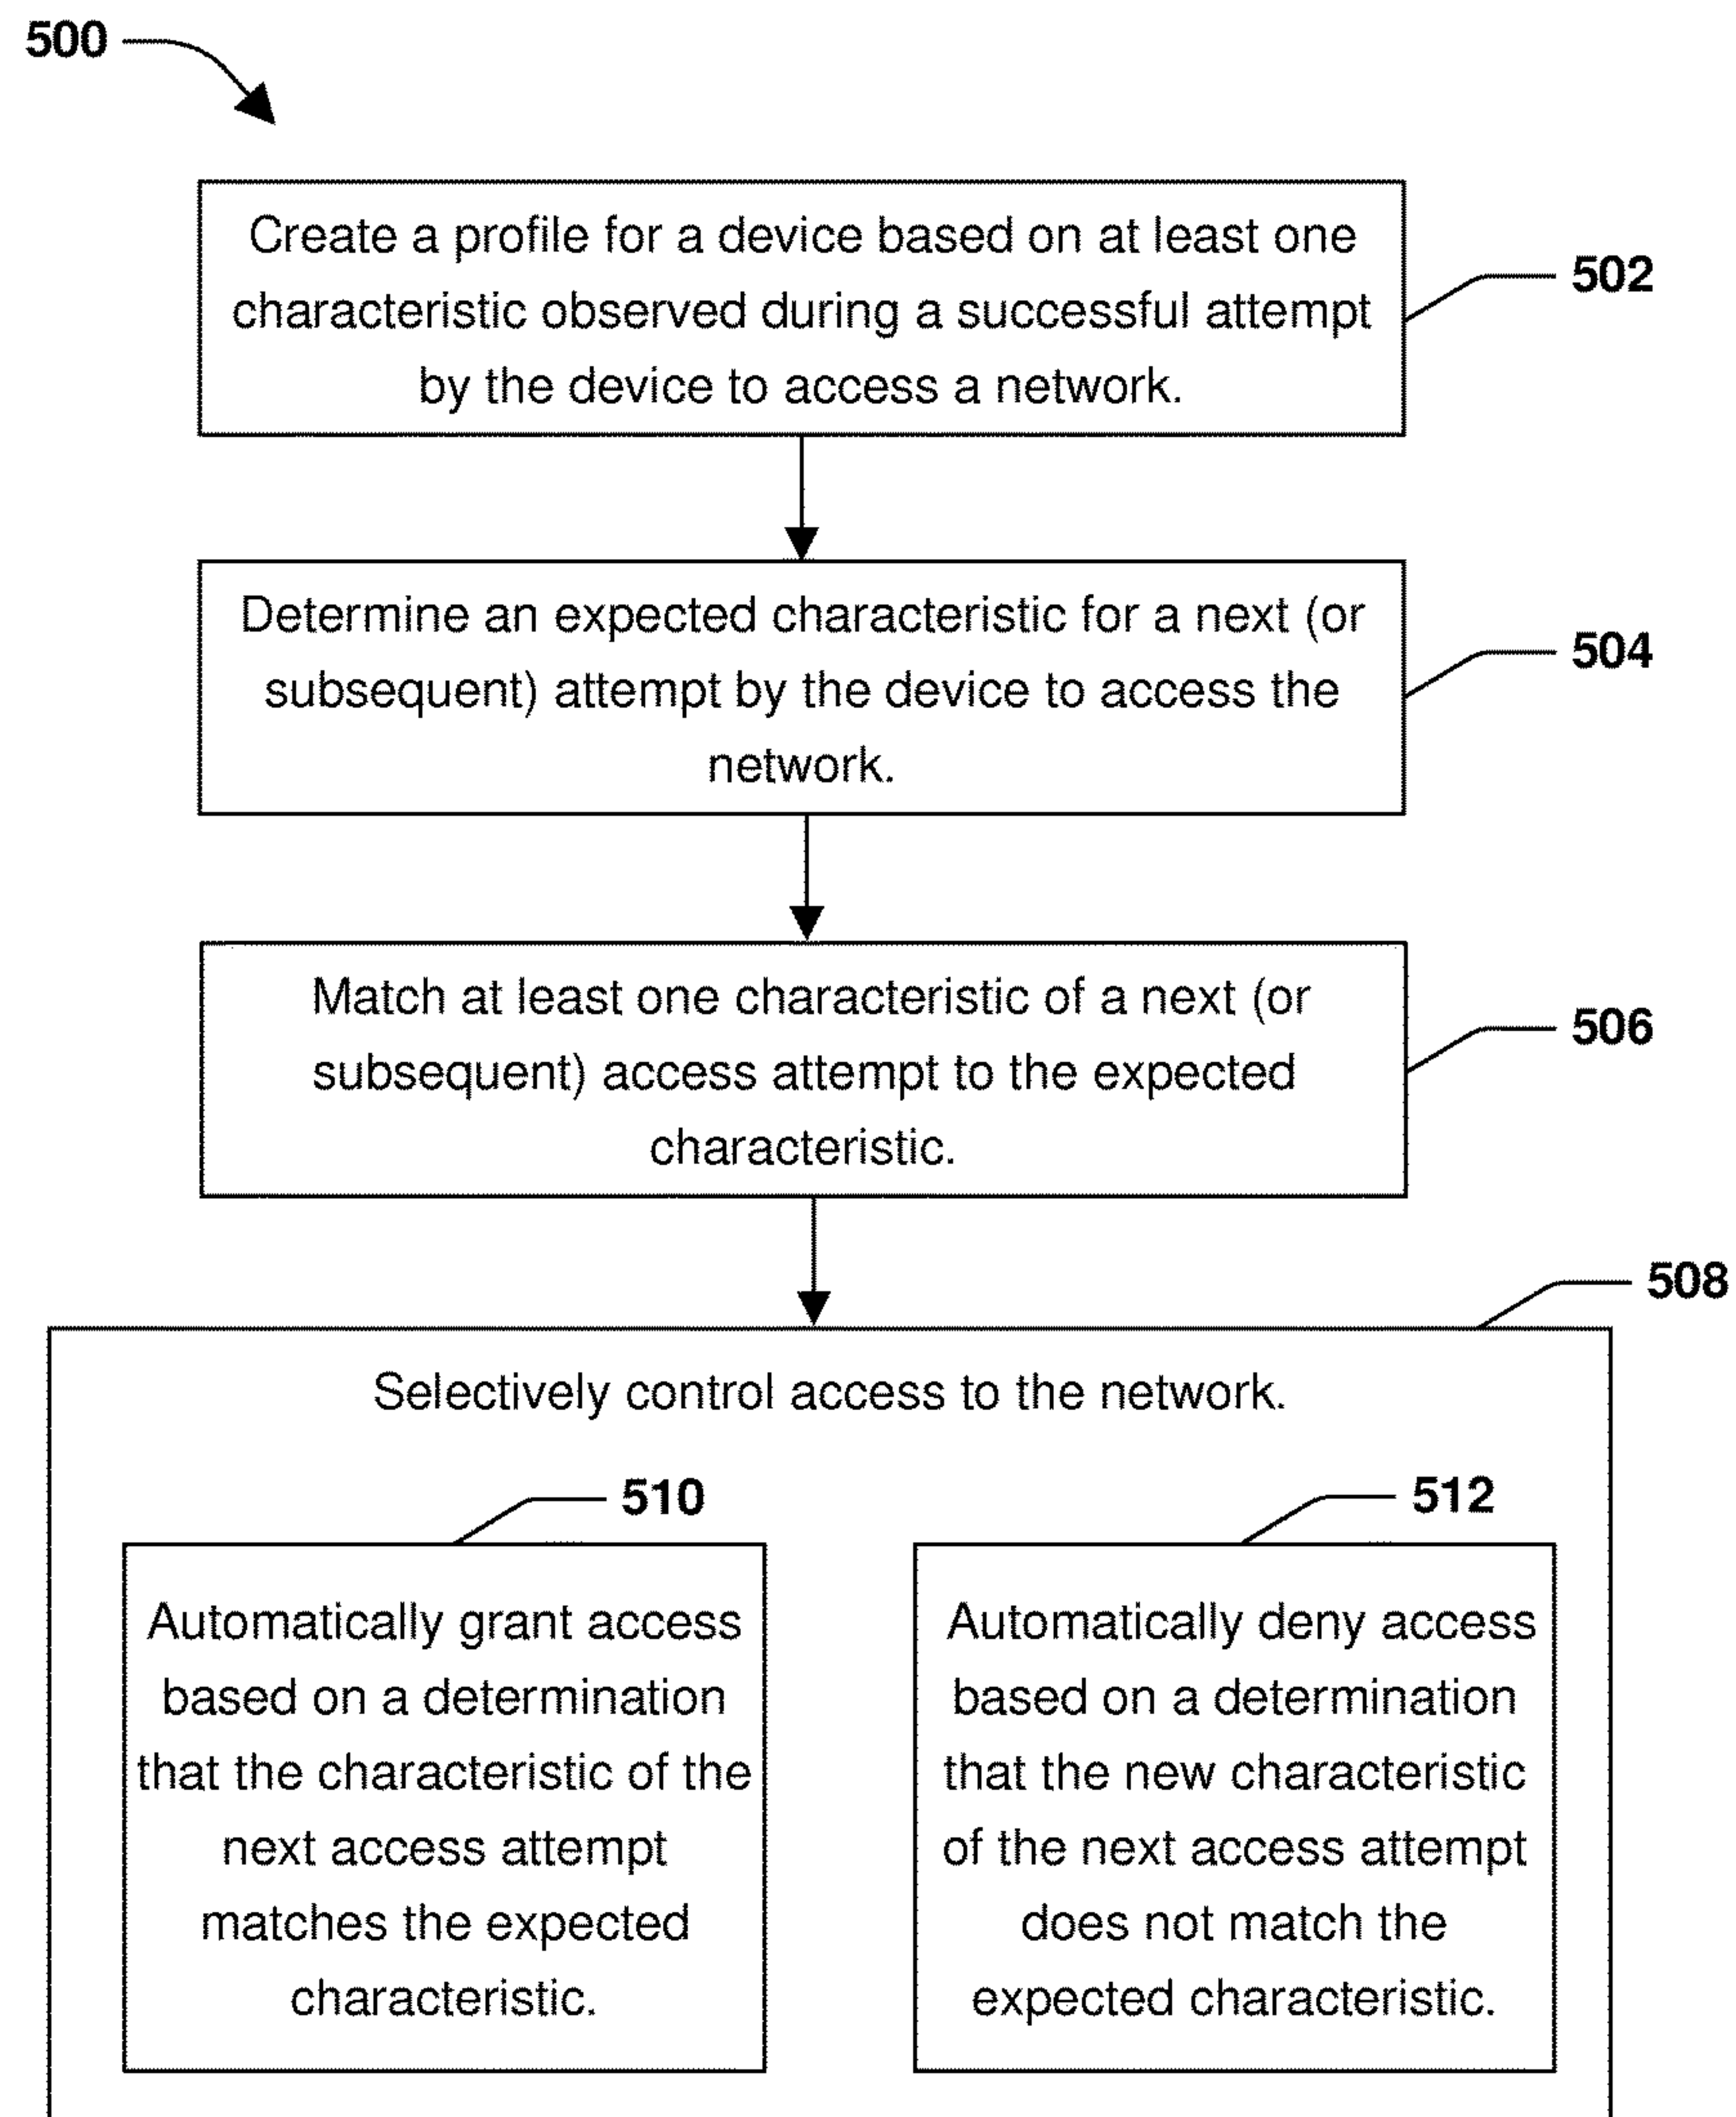 500
Create a profile for a device based on at least one
characteristic observed during a successful attempt
by the device to access a network.
502
Determine an expected characteristic for a next (or
subsequent) attempt by the device to access the
network.
504
Match at least one characteristic of a next (or
subsequent) access attempt to the expected
characteristic.
506
508
Selectively control access to the network.
510
Automatically grant access
based on a determination
that the characteristic of the
next access attempt
matches the expected
characteristic.
512
Automatically deny access
based on a determination
that the new characteristic
of the next access attempt
does not match the
expected characteristic.